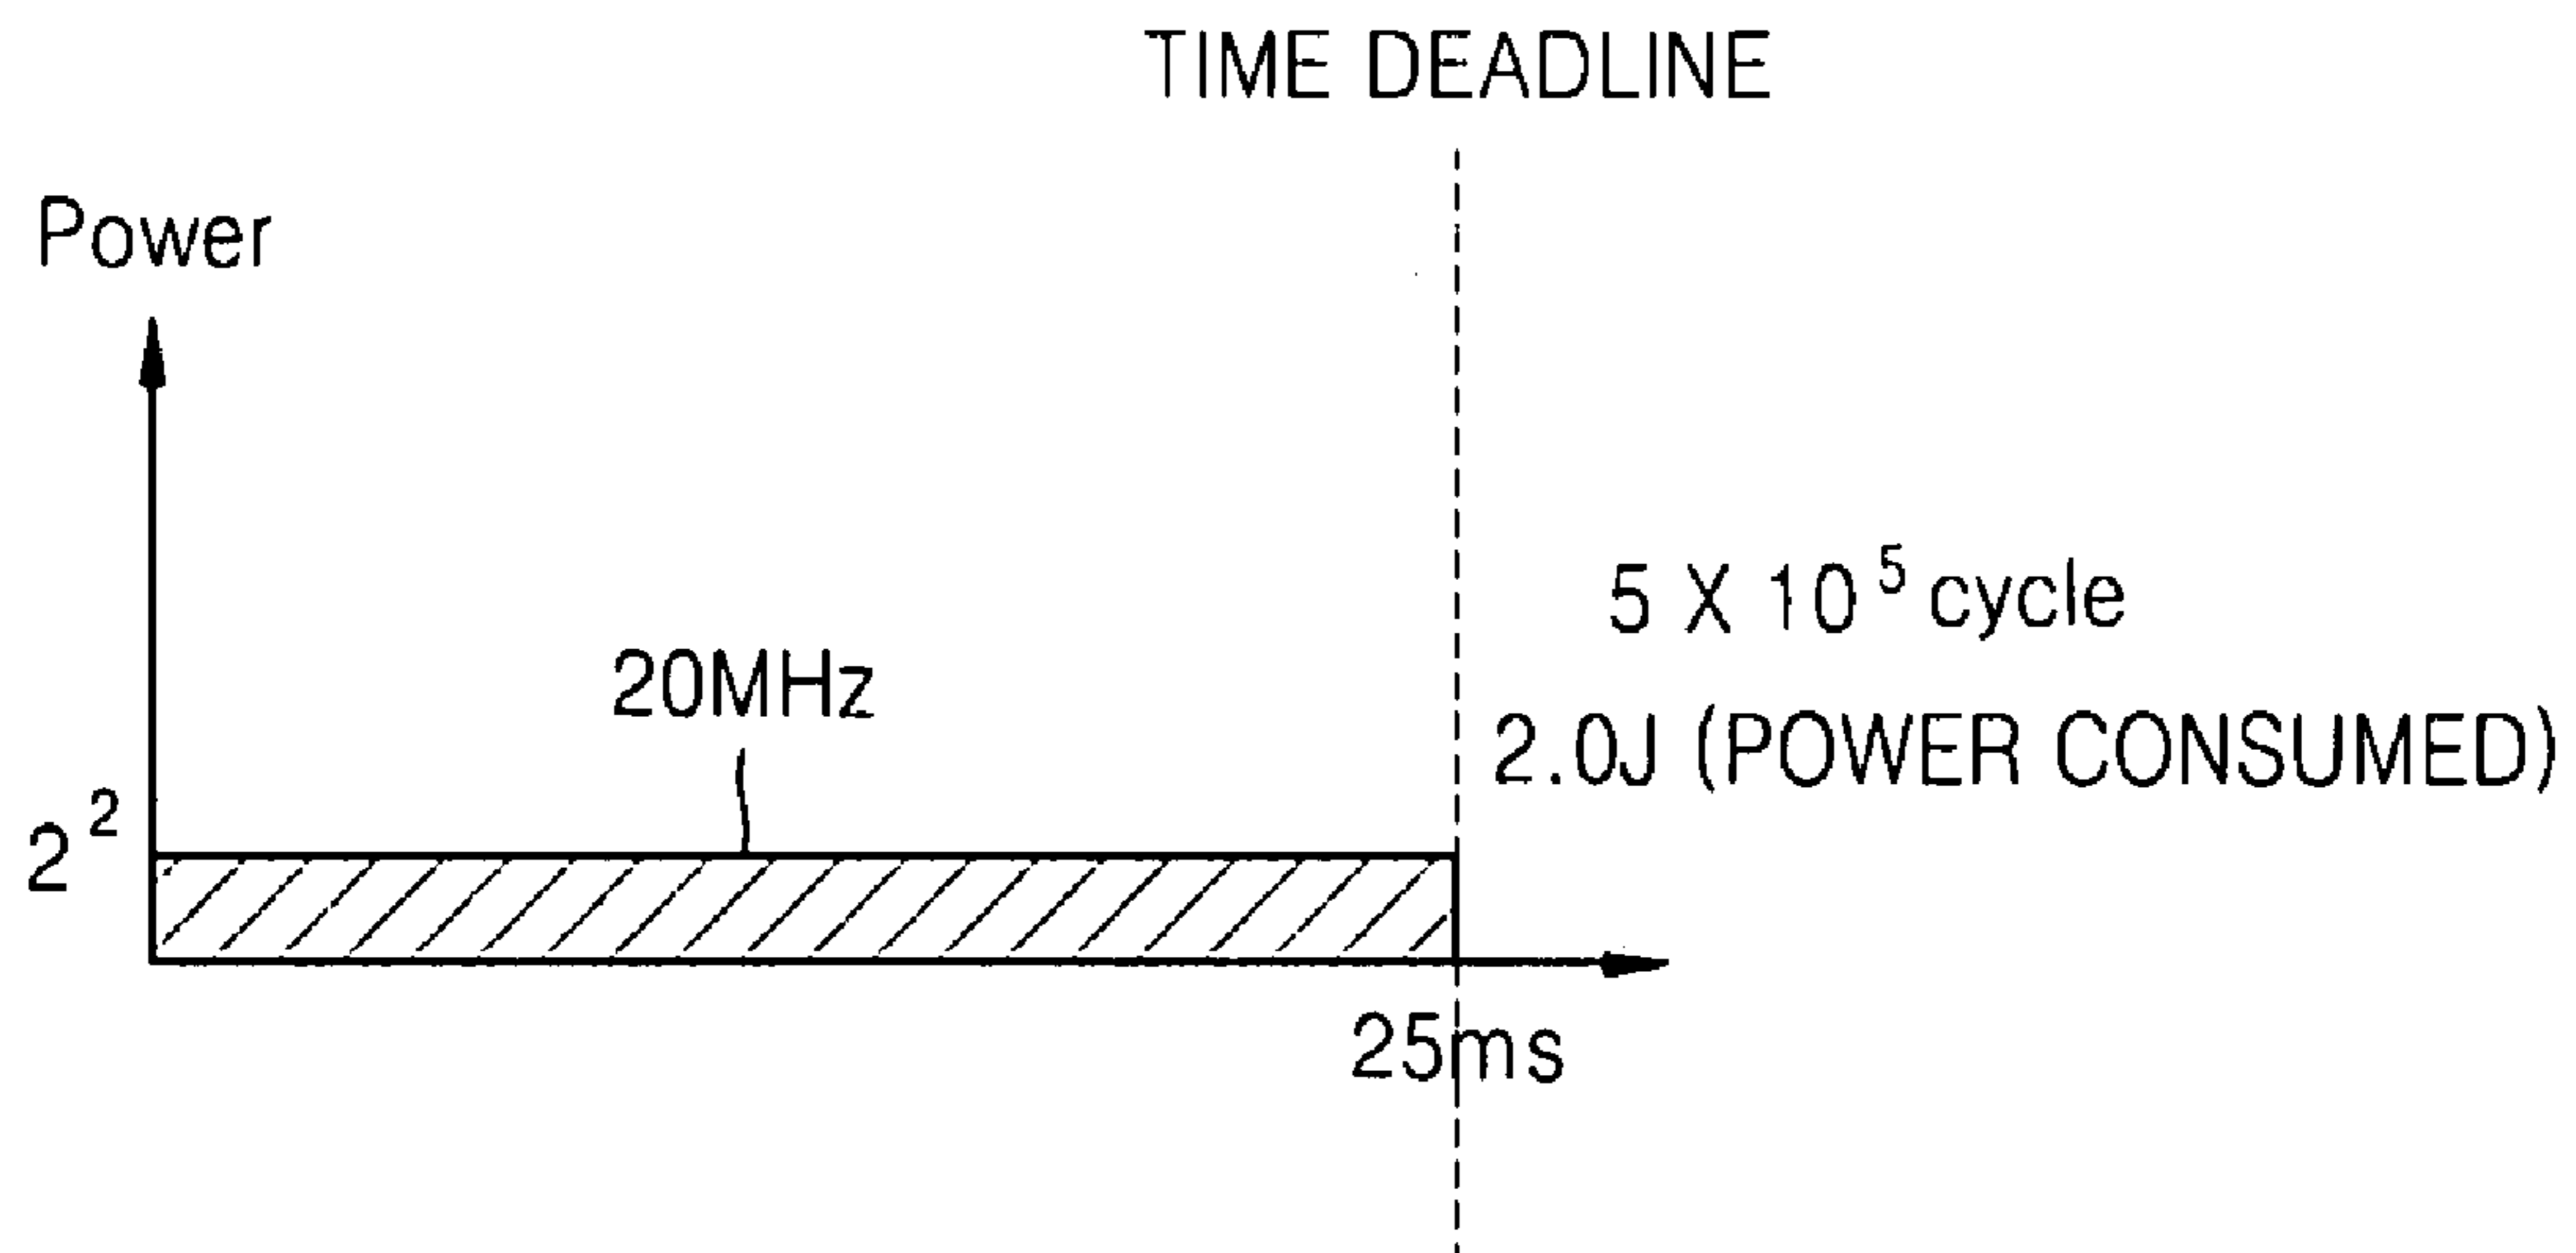 TIME DEADLINE
Power
5 X 10⁵ cycle
20MHz
2.0J (POWER CONSUMED)
2²
25ms